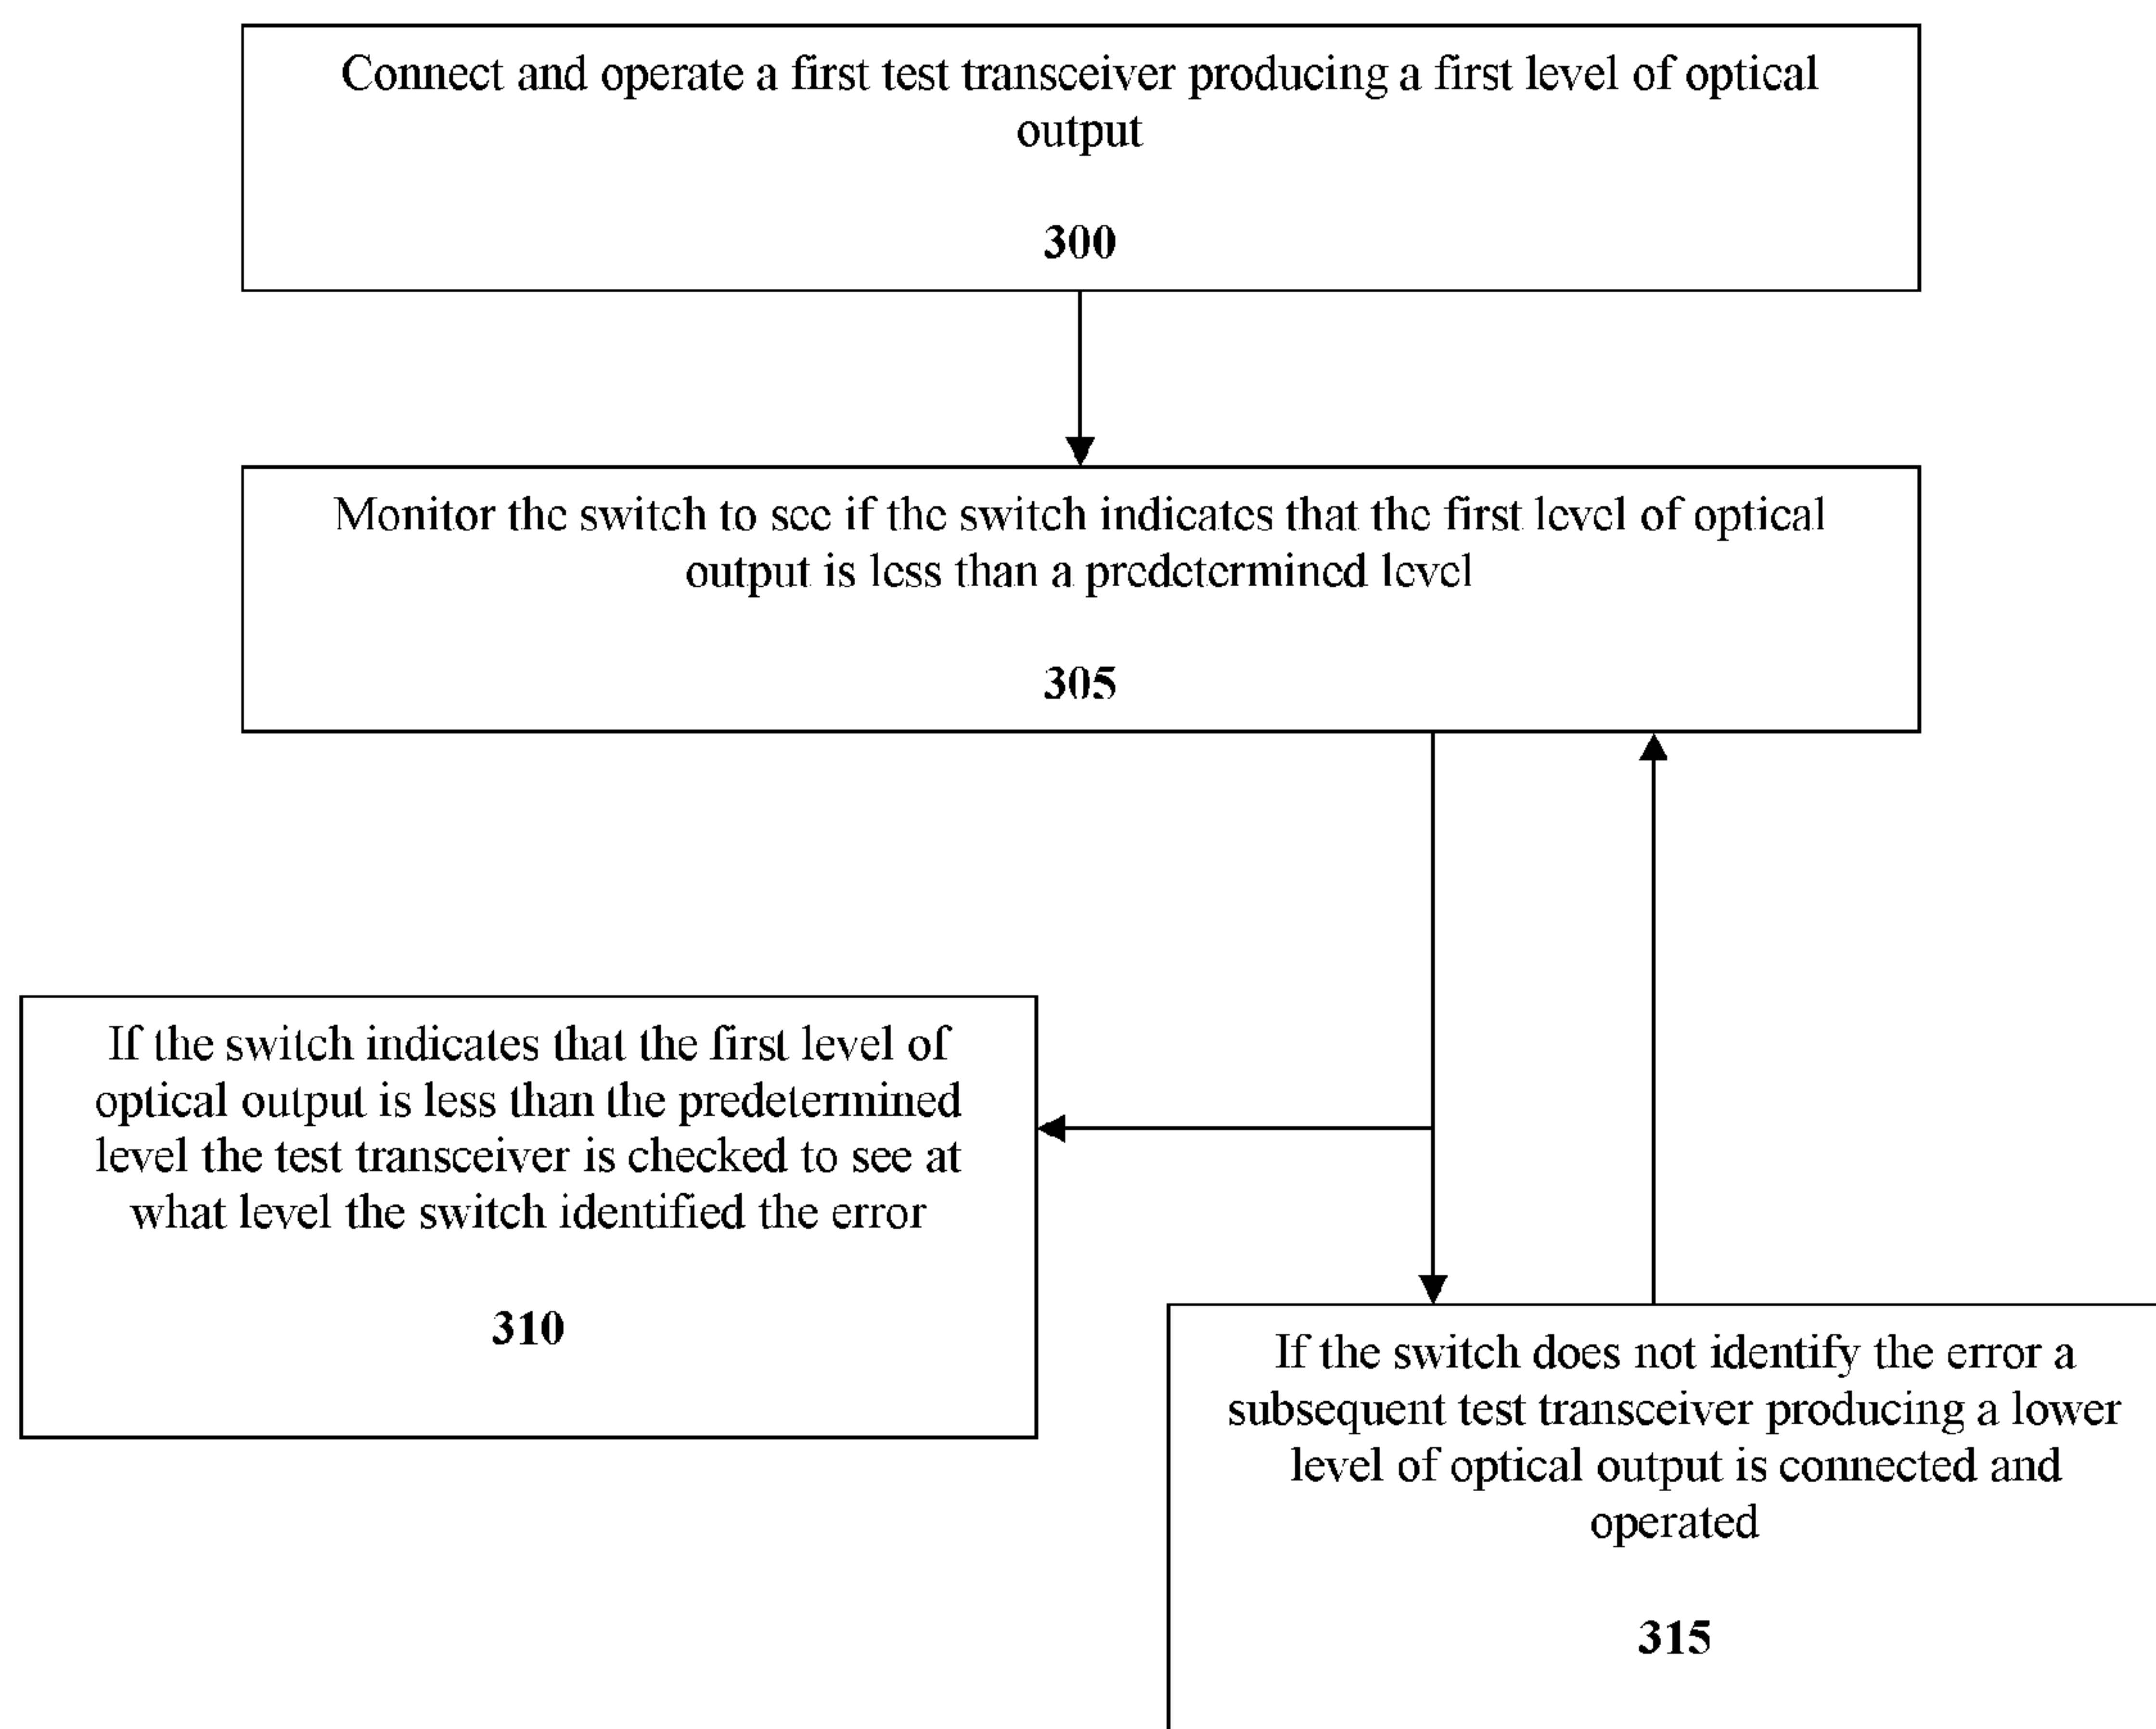 Connect and operate a first test transceiver producing a first level of optical
output
300
Monitor the switch to see if the switch indicates that the first level of optical
output is less than a predetermined level
305
If the switch indicates that the first level of
optical output is less than the predetermined
level the test transceiver is checked to see at
what level the switch identified the error
310
If the switch does not identify the error a
subsequent test transceiver producing a lower
level of optical output is connected and
operated
315